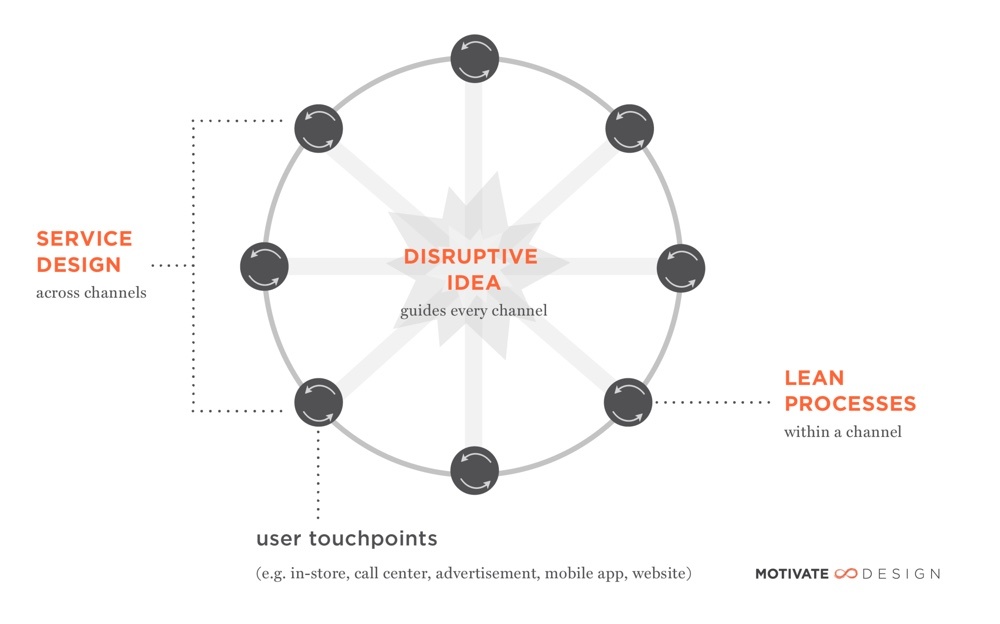 SERVICE
DESIGN
across channels
DISRUPTIVE
IDEA
guides every channel
LEAN
PROCESSES
within a channel
user touchpoints
(e.g. in-store, call center, advertisement, mobile app, website)
MOTIVATE DESIGN